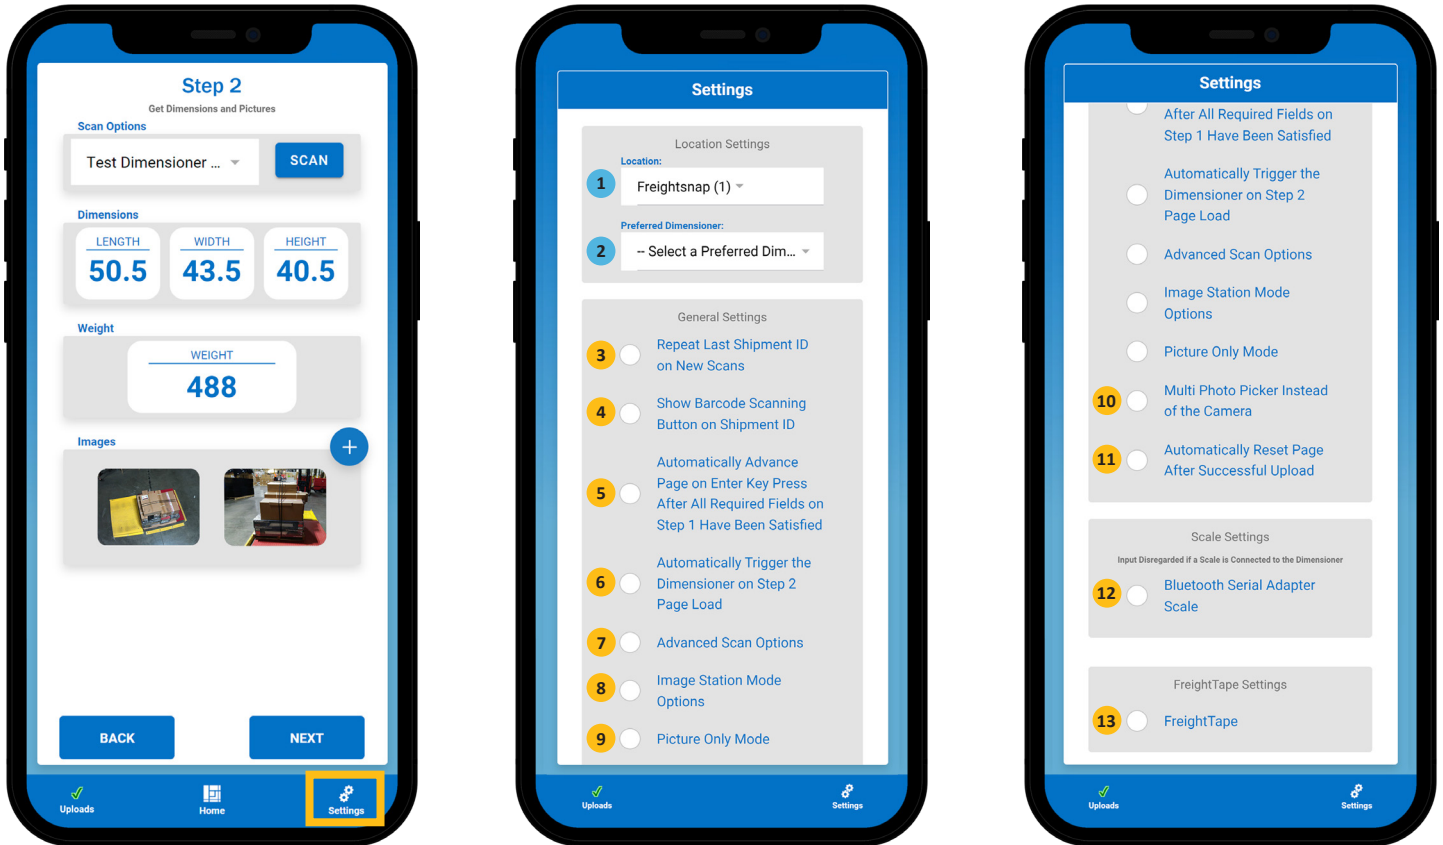 Step 2
Get Dimensions and Pictures
Scan Options
Test Dimensioner ...
SCAN
Dimensions
LENGTH
50.5
WIDTH
43.5
HEIGHT
40.5
Weight
WEIGHT
488
Images
+
BACK
NEXT
Uploads
Home
Settings
Settings
Location Settings
Location:
1
Freightsnap (1)
Preferred Dimensioner:
2
-- Select a Preferred Dim...
General Settings
3
Repeat Last Shipment ID
on New Scans
4
Show Barcode Scanning
Button on Shipment ID
5
Automatically Advance
Page on Enter Key Press
After All Required Fields on
Step 1 Have Been Satisfied
6
Automatically Trigger the
Dimensioner on Step 2
Page Load
7
Advanced Scan Options
8
Image Station Mode
Options
9
Picture Only Mode
Uploads
Settings
Settings
After All Required Fields on
Step 1 Have Been Satisfied
Automatically Trigger the
Dimensioner on Step 2
Page Load
Advanced Scan Options
Image Station Mode
Options
Picture Only Mode
10
Multi Photo Picker Instead
of the Camera
11
Automatically Reset Page
After Successful Upload
Scale Settings
Input Disregarded if a Scale is Connected to the Dimensioner
12
Bluetooth Serial Adapter
Scale
FreightTape Settings
13
FreightTape
Uploads
Settings